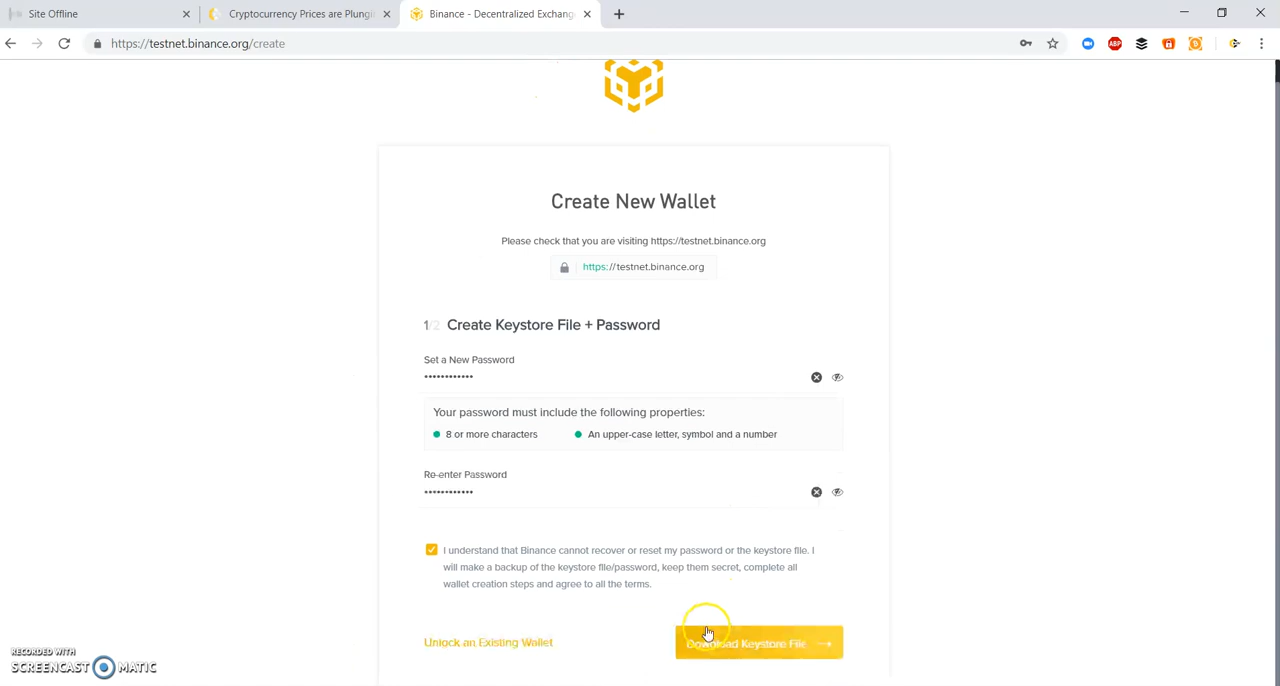 Site Offline
Cryptocurrency Prices are Plungi
Binance - Decentralized Exchang
https://testnet.binance.org/create
ABP
Create New Wallet
Please check that you are visiting https://testnet.binance.org
https://testnet.binance.org
1/2 Create Keystore File + Password
Set a New Password
••••••••••••
Your password must include the following properties:
8 or more characters
An upper-case letter, symbol and a number
Re-enter Password
••••••••••••
I understand that Binance cannot recover or reset my password or the keystore file. I
will make a backup of the keystore file/password, keep them secret, complete all
wallet creation steps and agree to all the terms.
Unlock an Existing Wallet
Download Keystore File
RECORDED WITH
SCREENCAST MATIC